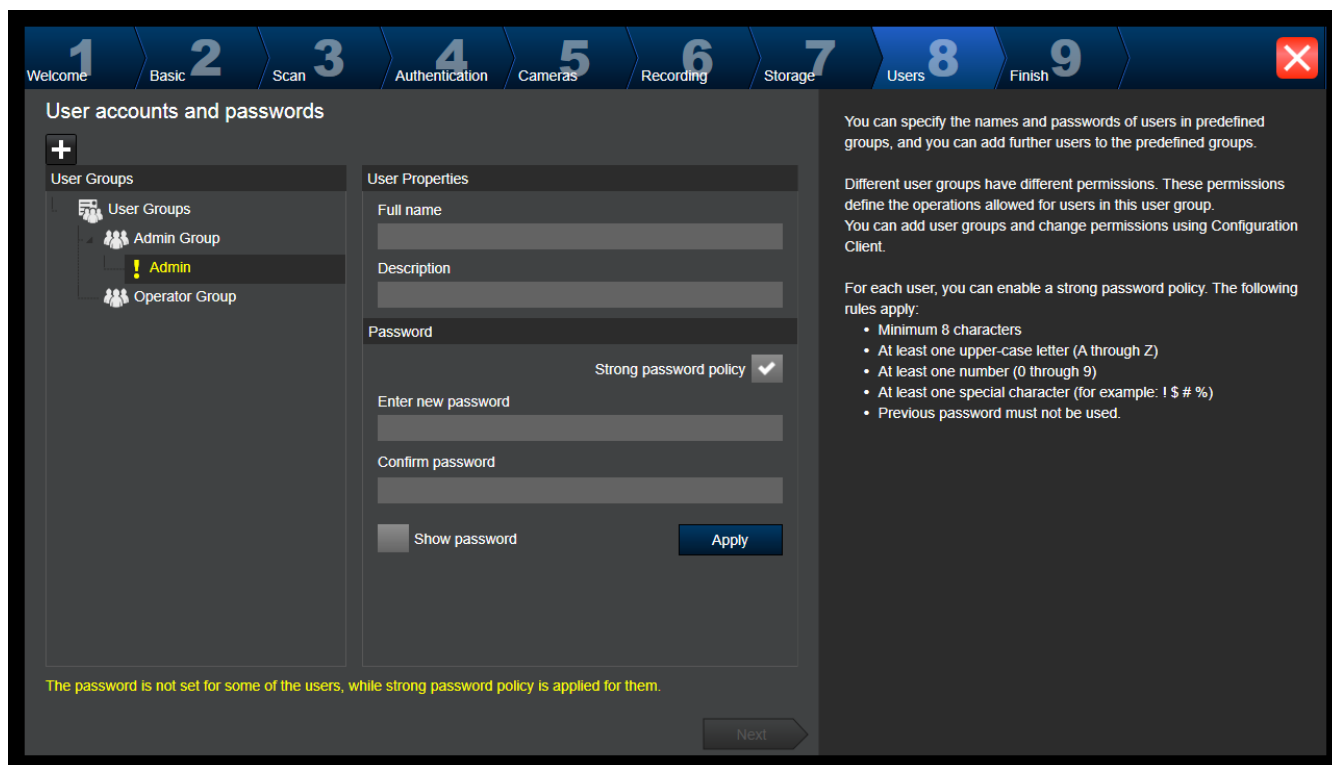 1 Welcome
2 Basic
3 Scan
4 Authentication
5 Cameras
6 Recording
7 Storage
8 Users
9 Finish
User accounts and passwords
User Groups
User Groups
Admin Group
Admin
Operator Group
User Properties
Full name
Description
Password
Strong password policy
Enter new password
Confirm password
Show password
Apply
The password is not set for some of the users, while strong password policy is applied for them.
Next
You can specify the names and passwords of users in predefined
groups, and you can add further users to the predefined groups.
Different user groups have different permissions. These permissions
define the operations allowed for users in this user group.
You can add user groups and change permissions using Configuration
Client.
For each user, you can enable a strong password policy. The following
rules apply:
• Minimum 8 characters
• At least one upper-case letter (A through Z)
• At least one number (0 through 9)
• At least one special character (for example: ! $ # %)
• Previous password must not be used.